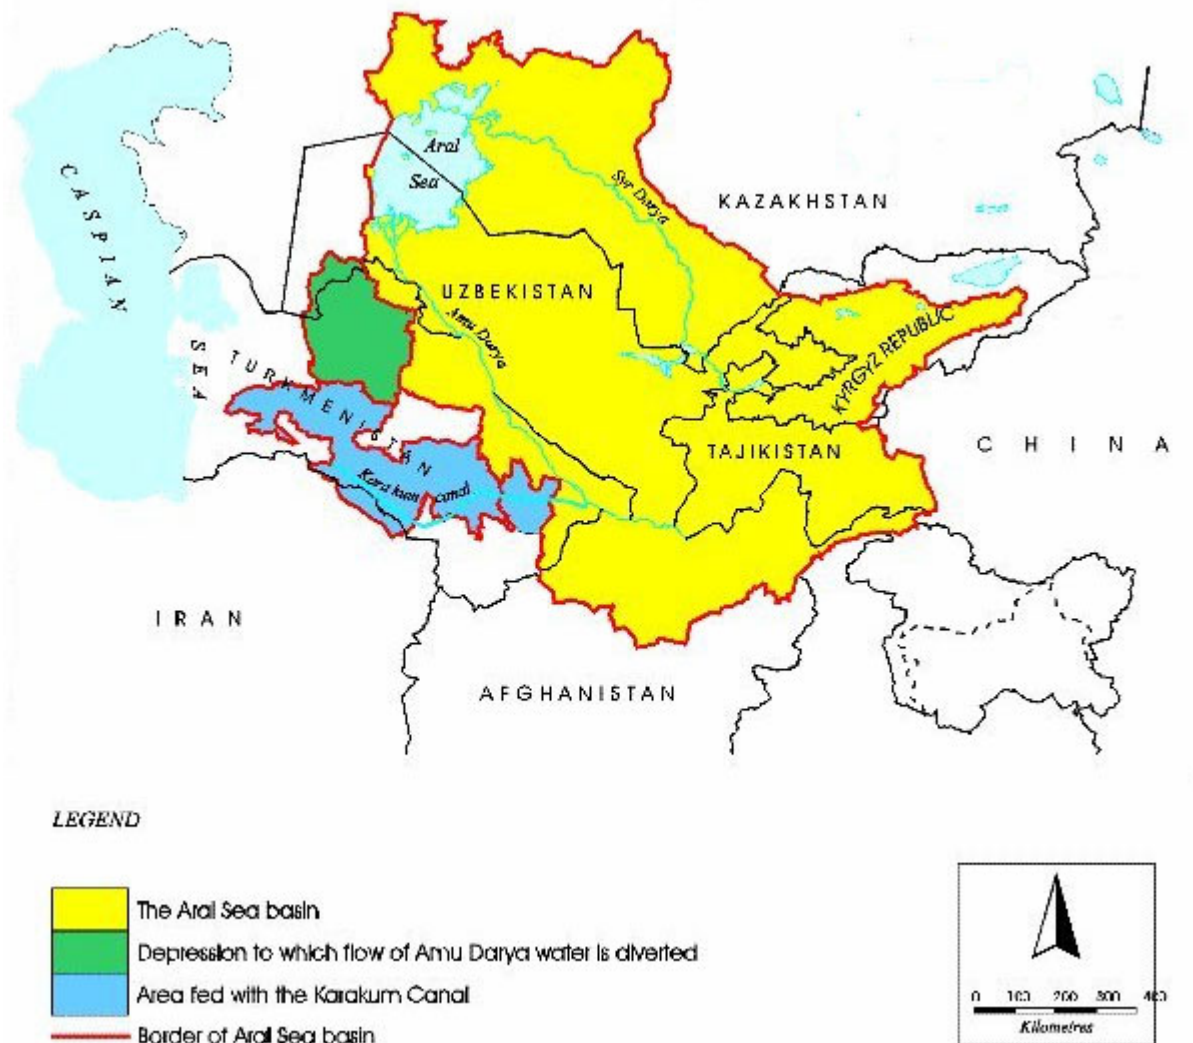 Aral
Sea
CASPIAN
SEA
Syr Darya
KAZAKHSTAN
UZBEKISTAN
Amu Darya
KYRGYZ REPUBLIC
TURKMENISTAN
TAJIKISTAN
CHINA
Kara kum canal
IRAN
AFGHANISTAN
LEGEND
The Aral Sea basin
Depression to which flow of Amu Darya water is diverted
Area fed with the Karakum Canal
Border of Aral Sea basin
0 100 200 300 400
Kilometres